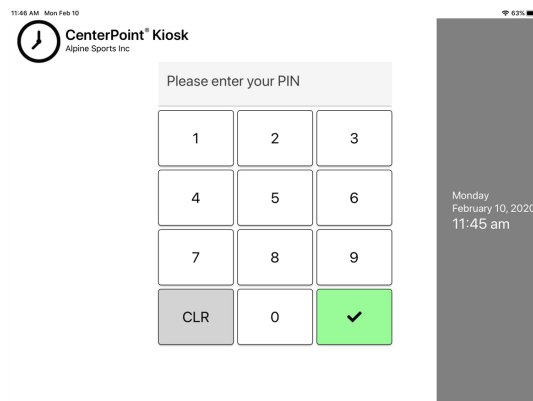 11:46 AM Mon Feb 10
63%
CenterPoint® Kiosk
Alpine Sports Inc
Please enter your PIN
1 2 3
4 5 6
7 8 9
CLR 0
Monday
February 10, 2020
11:45 am